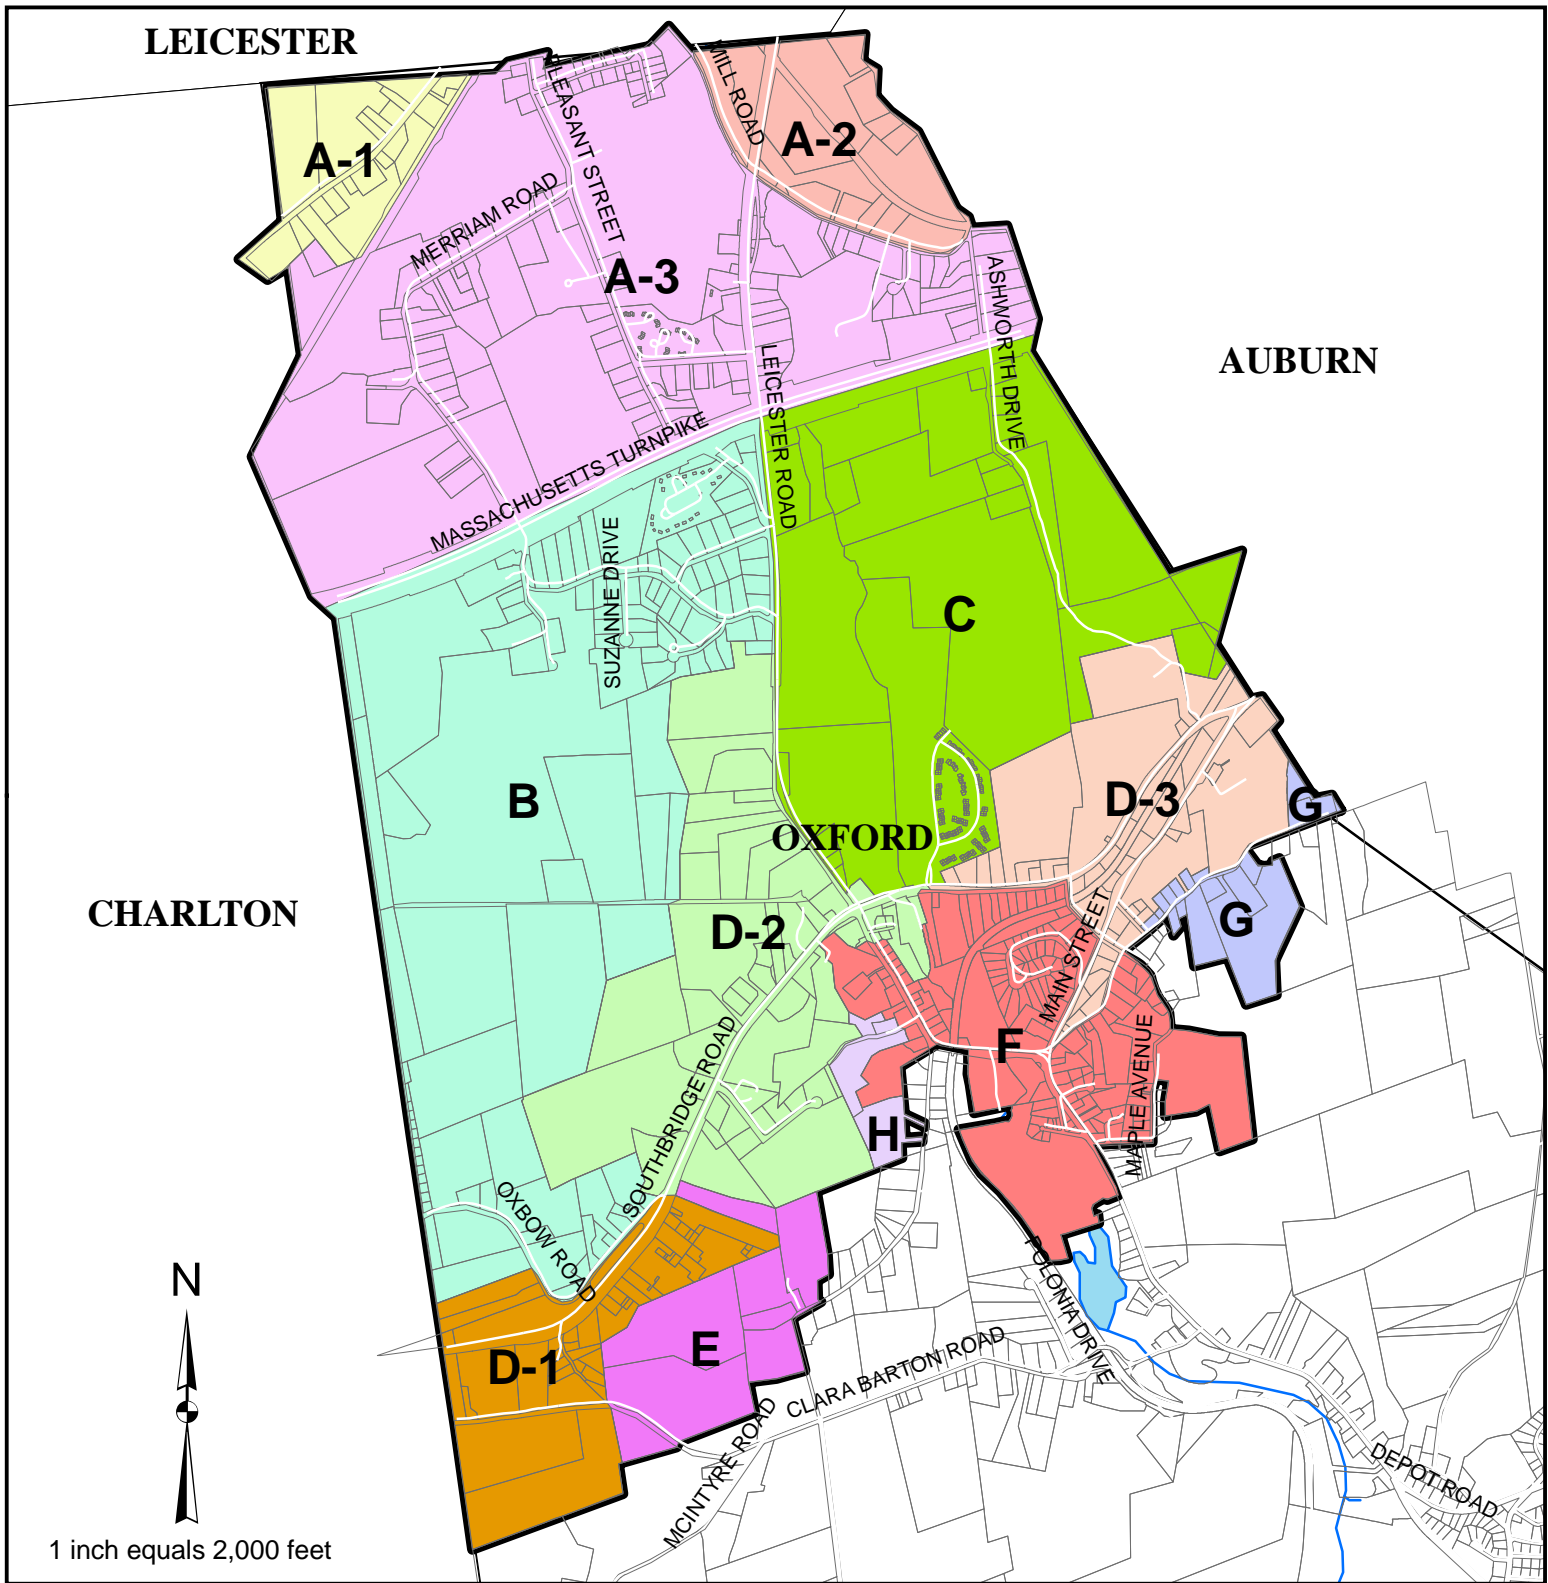 LEICESTER
MILL ROAD
PLEASANT STREET
A-1
A-2
MERRIAM ROAD
A-3
ASHWORTH DRIVE
AUBURN
LEICESTER ROAD
MASSACHUSETTS TURNPIKE
SUZANNE DRIVE
C
B
D-3
G
OXFORD
CHARLTON
D-2
G
MAIN STREET
F
MAPLE AVENUE
SOUTHBRIDGE ROAD
H
OXBOW ROAD
POLONIA DRIVE
N
E
D-1
CLARA BARTON ROAD
MCINTYRE ROAD
DEPOT ROAD
1 inch equals 2,000 feet